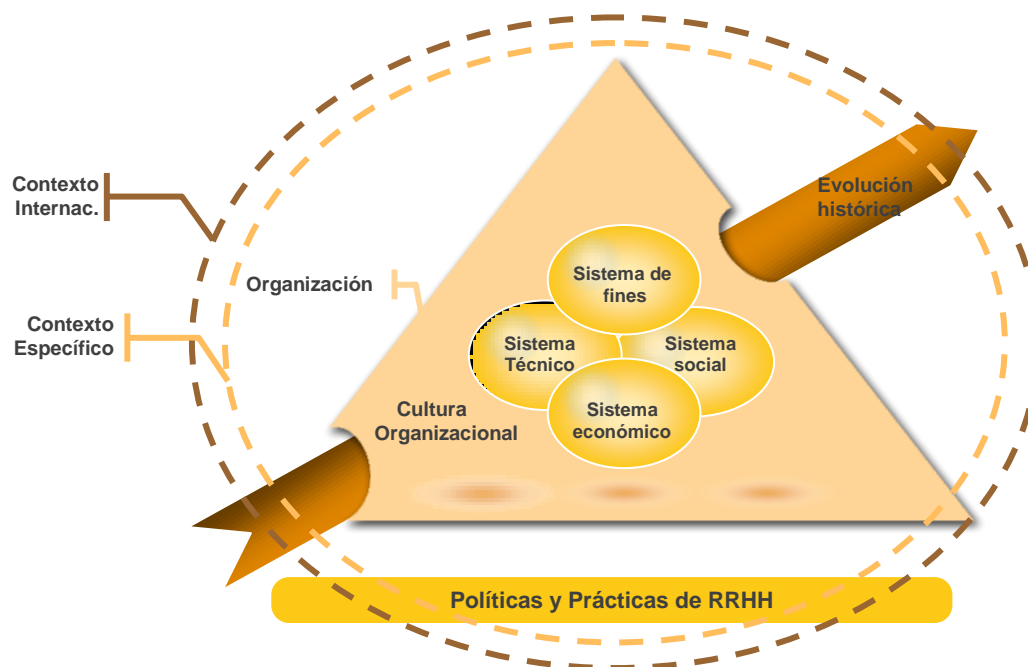 Contexto
Internac.
Evolución
histórica
Organización
Sistema de
fines
Contexto
Específico
Sistema
Técnico
Sistema
social
Cultura
Organizacional
Sistema
económico
Políticas y Prácticas de RRHH